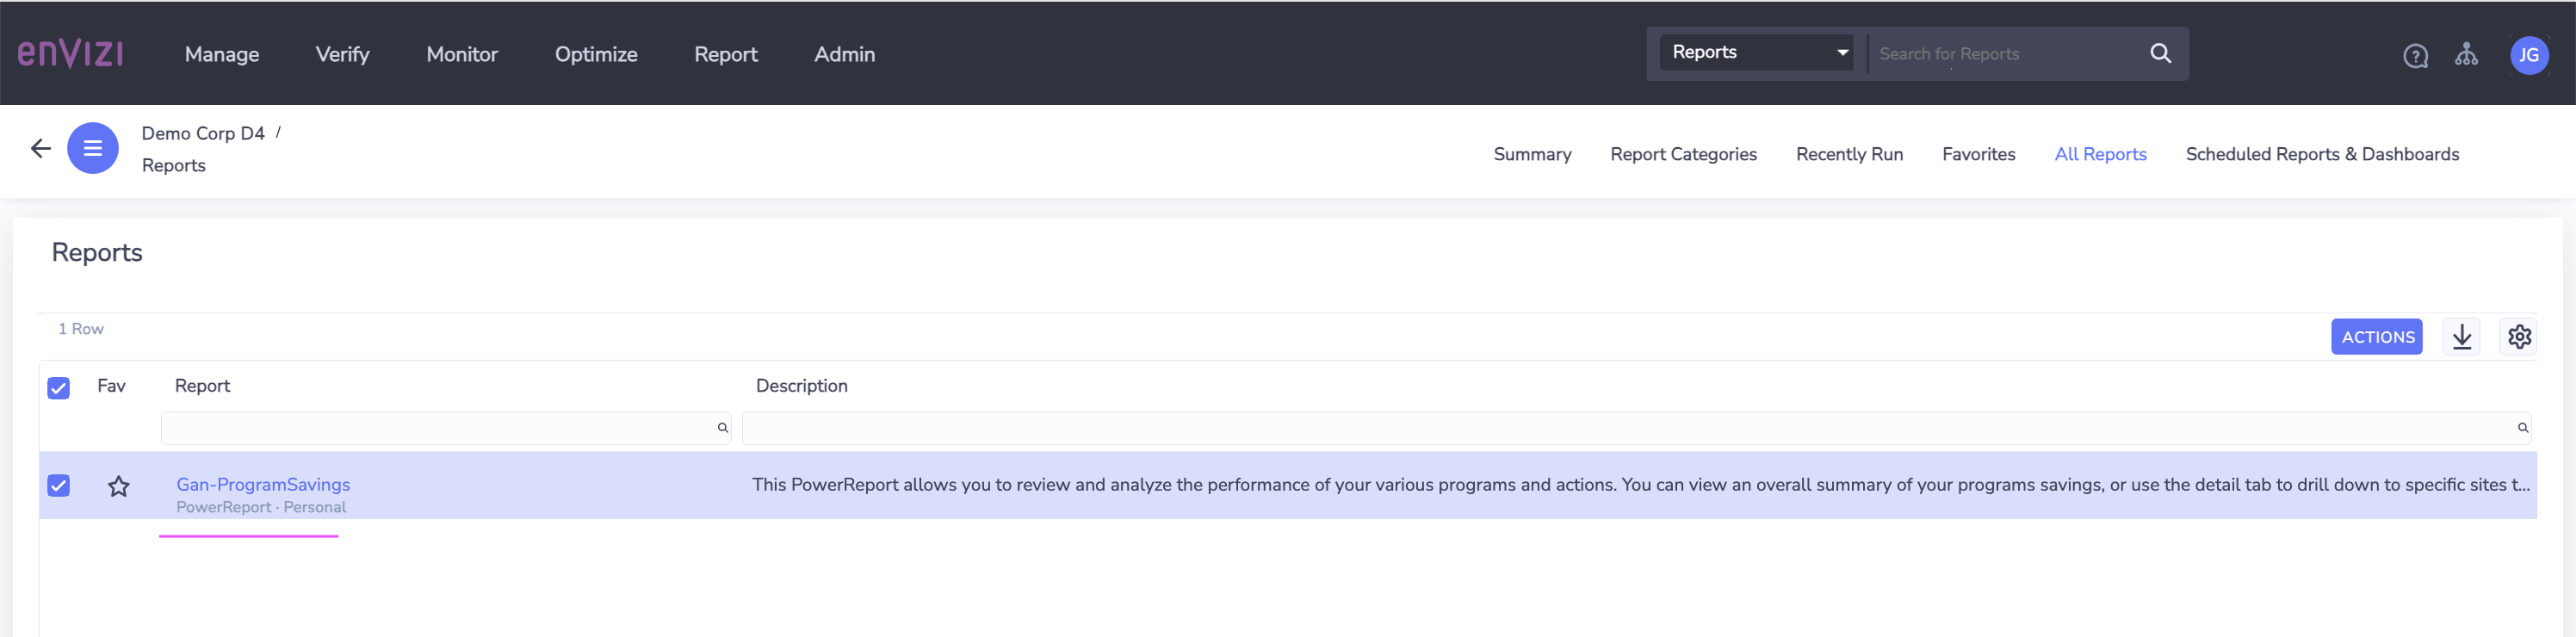 enVIZI
Manage Verify Monitor Optimize Report Admin
Reports
Search for Reports
JG
Demo Corp D4 /
Reports
Summary Report Categories Recently Run Favorites All Reports Scheduled Reports & Dashboards
Reports
1 Row
ACTIONS
Fav Report Description
Gan-ProgramSavings
PowerReport · Personal
This PowerReport allows you to review and analyze the performance of your various programs and actions. You can view an overall summary of your programs savings, or use the detail tab to drill down to specific sites t...